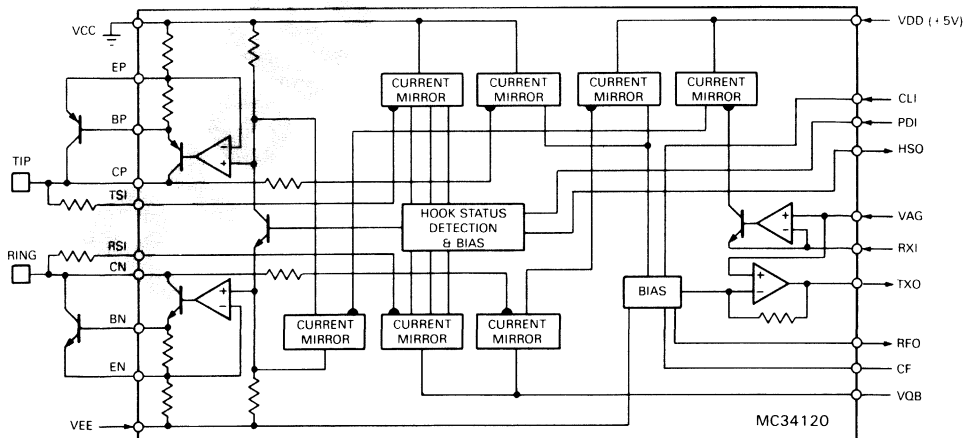 VCC
VDD (+5V)
EP
CURRENT MIRROR
CURRENT MIRROR
CURRENT MIRROR
CURRENT MIRROR
CLI
BP
PDI
TIP
CP
HSO
TSI
HOOK STATUS DETECTION & BIAS
VAG
RING
RSI
CN
RXI
BIAS
TXO
BN
CURRENT MIRROR
CURRENT MIRROR
CURRENT MIRROR
RFO
EN
CF
VQB
VEE
MC34120
-
+
+
-
+
-
+
-